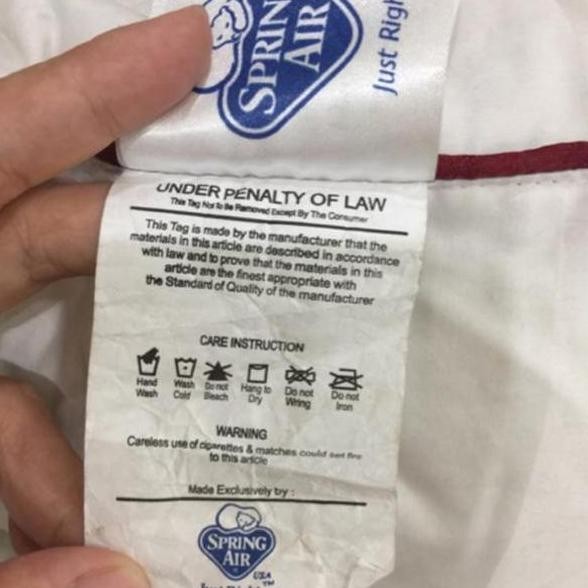 SPRIN
AIR
Just Righ
UNDER PENALTY OF LAW
This Tag Not To Be Removed Except By The Consumer
This Tag is made by the manufacturer that the
materials in this article are described in accordance
with law and to prove that the materials in this
article are the finest appropriate with
the Standard of Quality of the manufacturer
CARE INSTRUCTION
Hand Wash
Wash Cold
Do not Bleach
Hang to Dry
Do not Wring
Do not Iron
WARNING
Careless use of cigarettes & matches could set fire
to this article
Made Exclusively by :
SPRING
AIR
USA
Just Right™